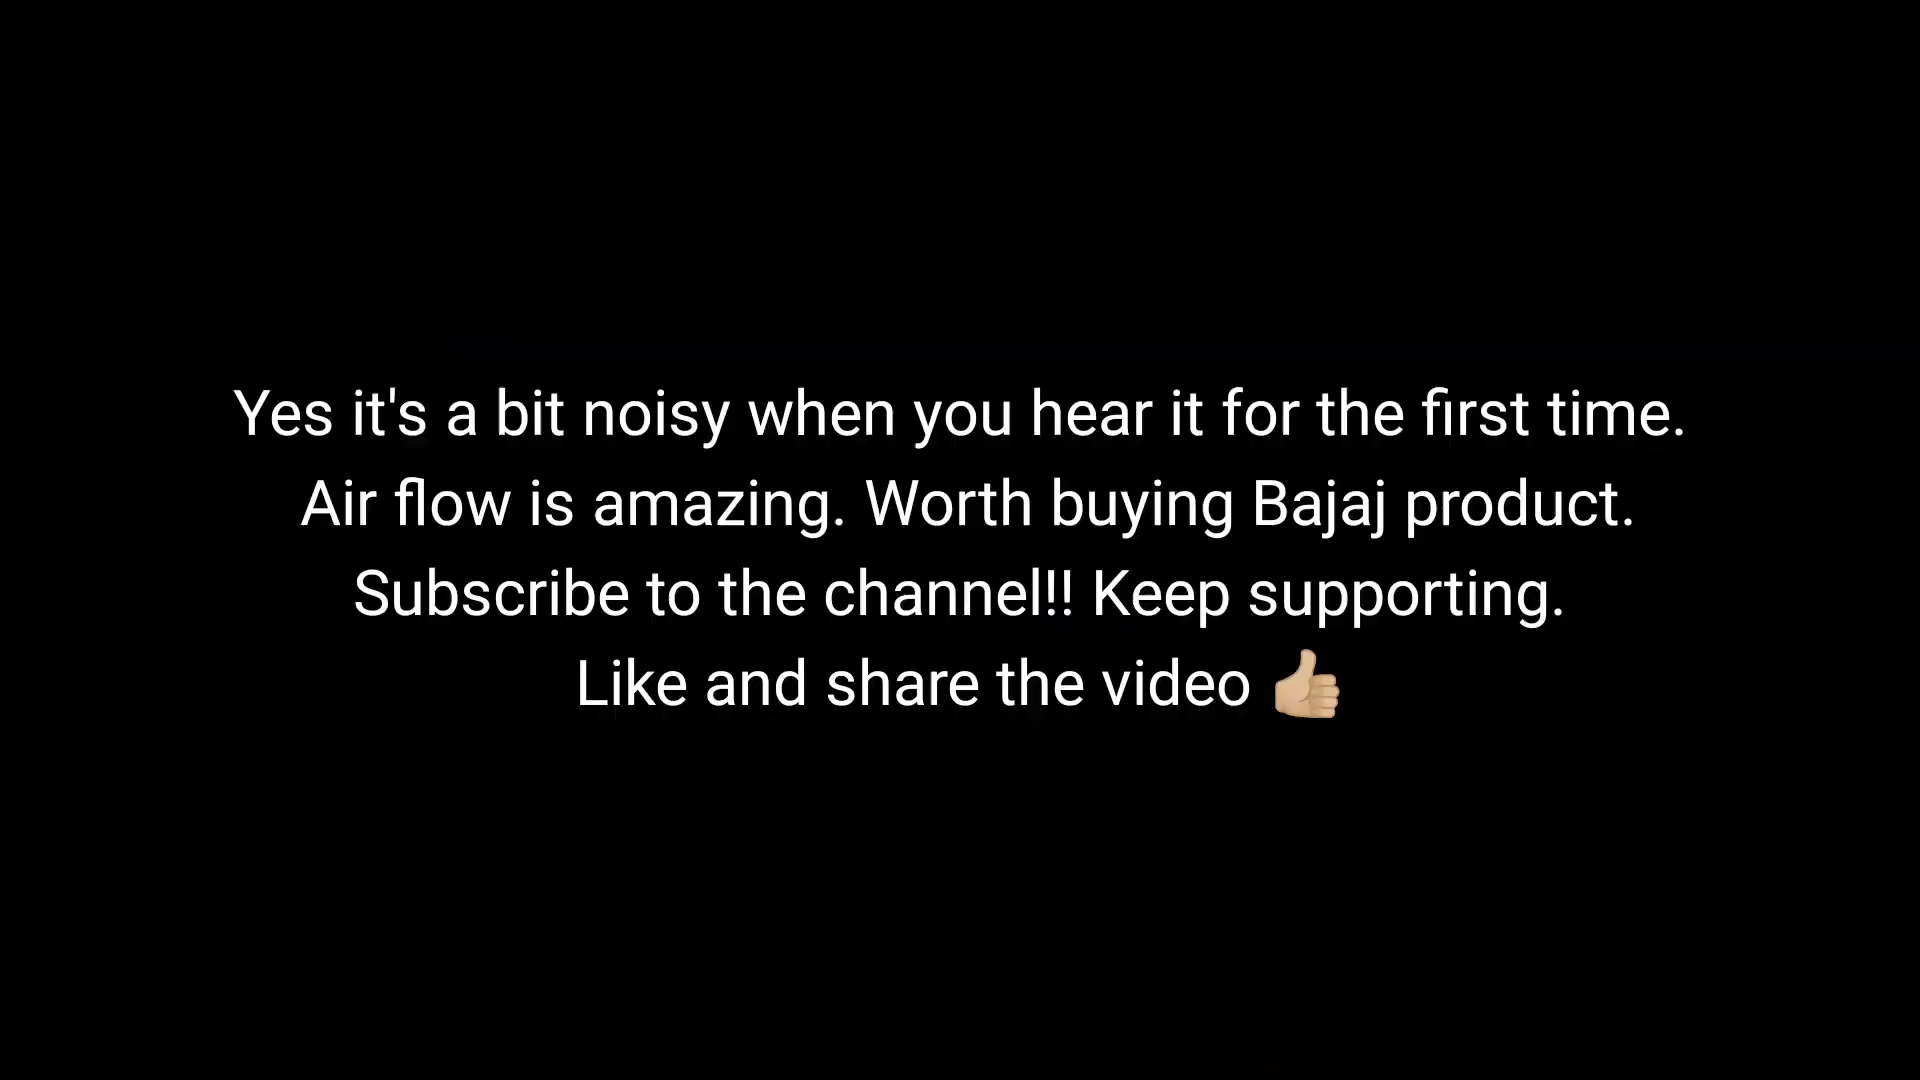 Yes it's a bit noisy when you hear it for the first time.
Air flow is amazing. Worth buying Bajaj product.
Subscribe to the channel!! Keep supporting.
Like and share the video 👍🏼